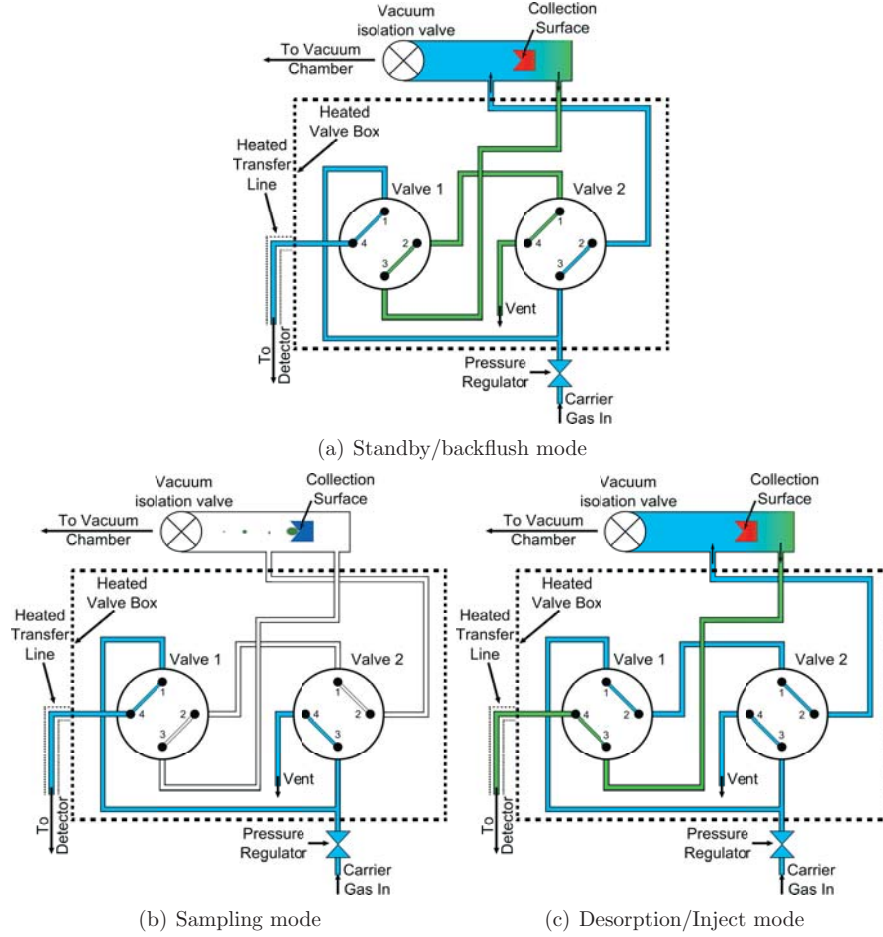 Vacuum
isolation valve
Collection
Surface
To Vacuum
Chamber
Heated
Valve Box
Heated
Transfer
Line
Valve 1
Valve 2
1
1
4
2
4
2
3
3
Vent
To
Detector
Pressure
Regulator
Carrier
Gas In
(a) Standby/backflush mode
Vacuum
isolation valve
Collection
Surface
To Vacuum
Chamber
Heated
Valve Box
Heated
Transfer
Line
Valve 1
Valve 2
1
1
4
2
4
2
3
3
Vent
To
Detector
Pressure
Regulator
Carrier
Gas In
(b) Sampling mode
Vacuum
isolation valve
Collection
Surface
To Vacuum
Chamber
Heated
Valve Box
Heated
Transfer
Line
Valve 1
Valve 2
1
1
4
2
4
2
3
3
Vent
To
Detector
Pressure
Regulator
Carrier
Gas In
(c) Desorption/Inject mode